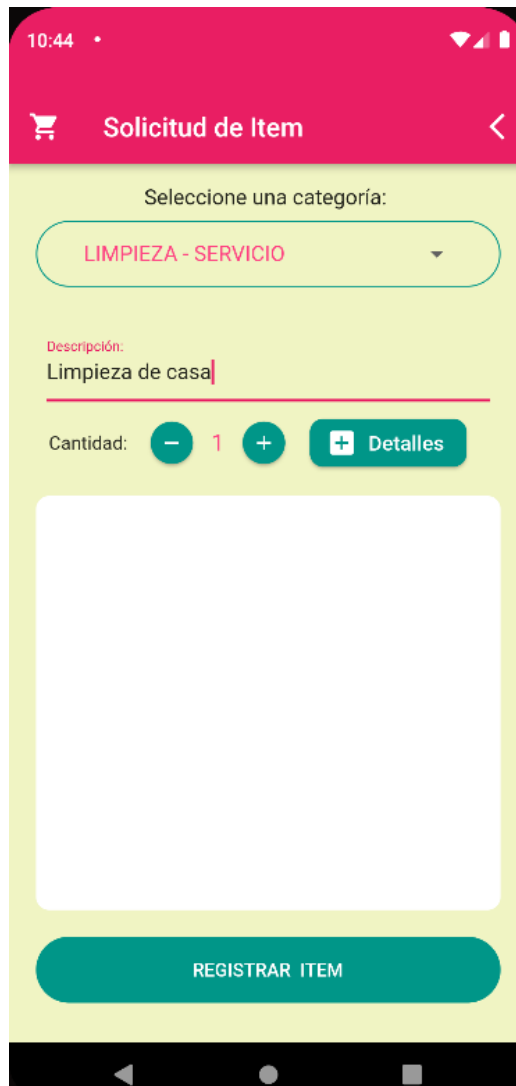 10:44
Solicitud de Item
Seleccione una categoría:
LIMPIEZA - SERVICIO
Descripción:
Limpieza de casa
Cantidad: − 1 + + Detalles
REGISTRAR ITEM